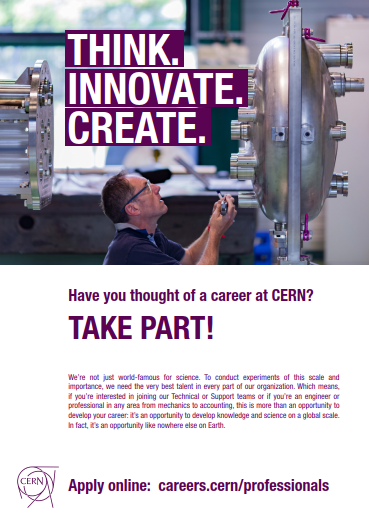 THINK.
INNOVATE.
CREATE.
Have you thought of a career at CERN?
TAKE PART!
We're not just world-famous for science. To conduct experiments of this scale and
importance, we need the very best talent in every part of our organization. Which means,
if you're interested in joining our Technical or Support teams or if you're an engineer or
professional in any area from mechanics to accounting, this is more than an opportunity to
develop your career: it's an opportunity to develop knowledge and science on a global scale.
In fact, it's an opportunity like nowhere else on Earth.
CERN
Apply online: careers.cern/professionals